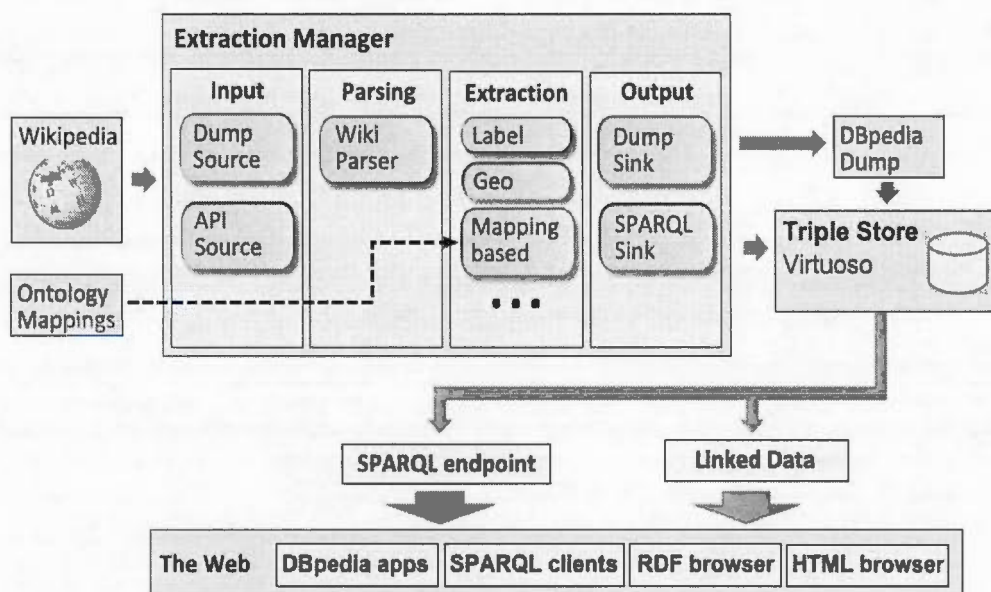 Extraction Manager
Input
Parsing
Extraction
Output
Wikipedia
Dump
Source
API
Source
Wiki
Parser
Label
Geo
Mapping
based
Dump
Sink
SPARQL
Sink
DBpedia
Dump
Triple Store
Virtuoso
Ontology
Mappings
SPARQL endpoint
Linked Data
The Web
DBpedia apps
SPARQL clients
RDF browser
HTML browser